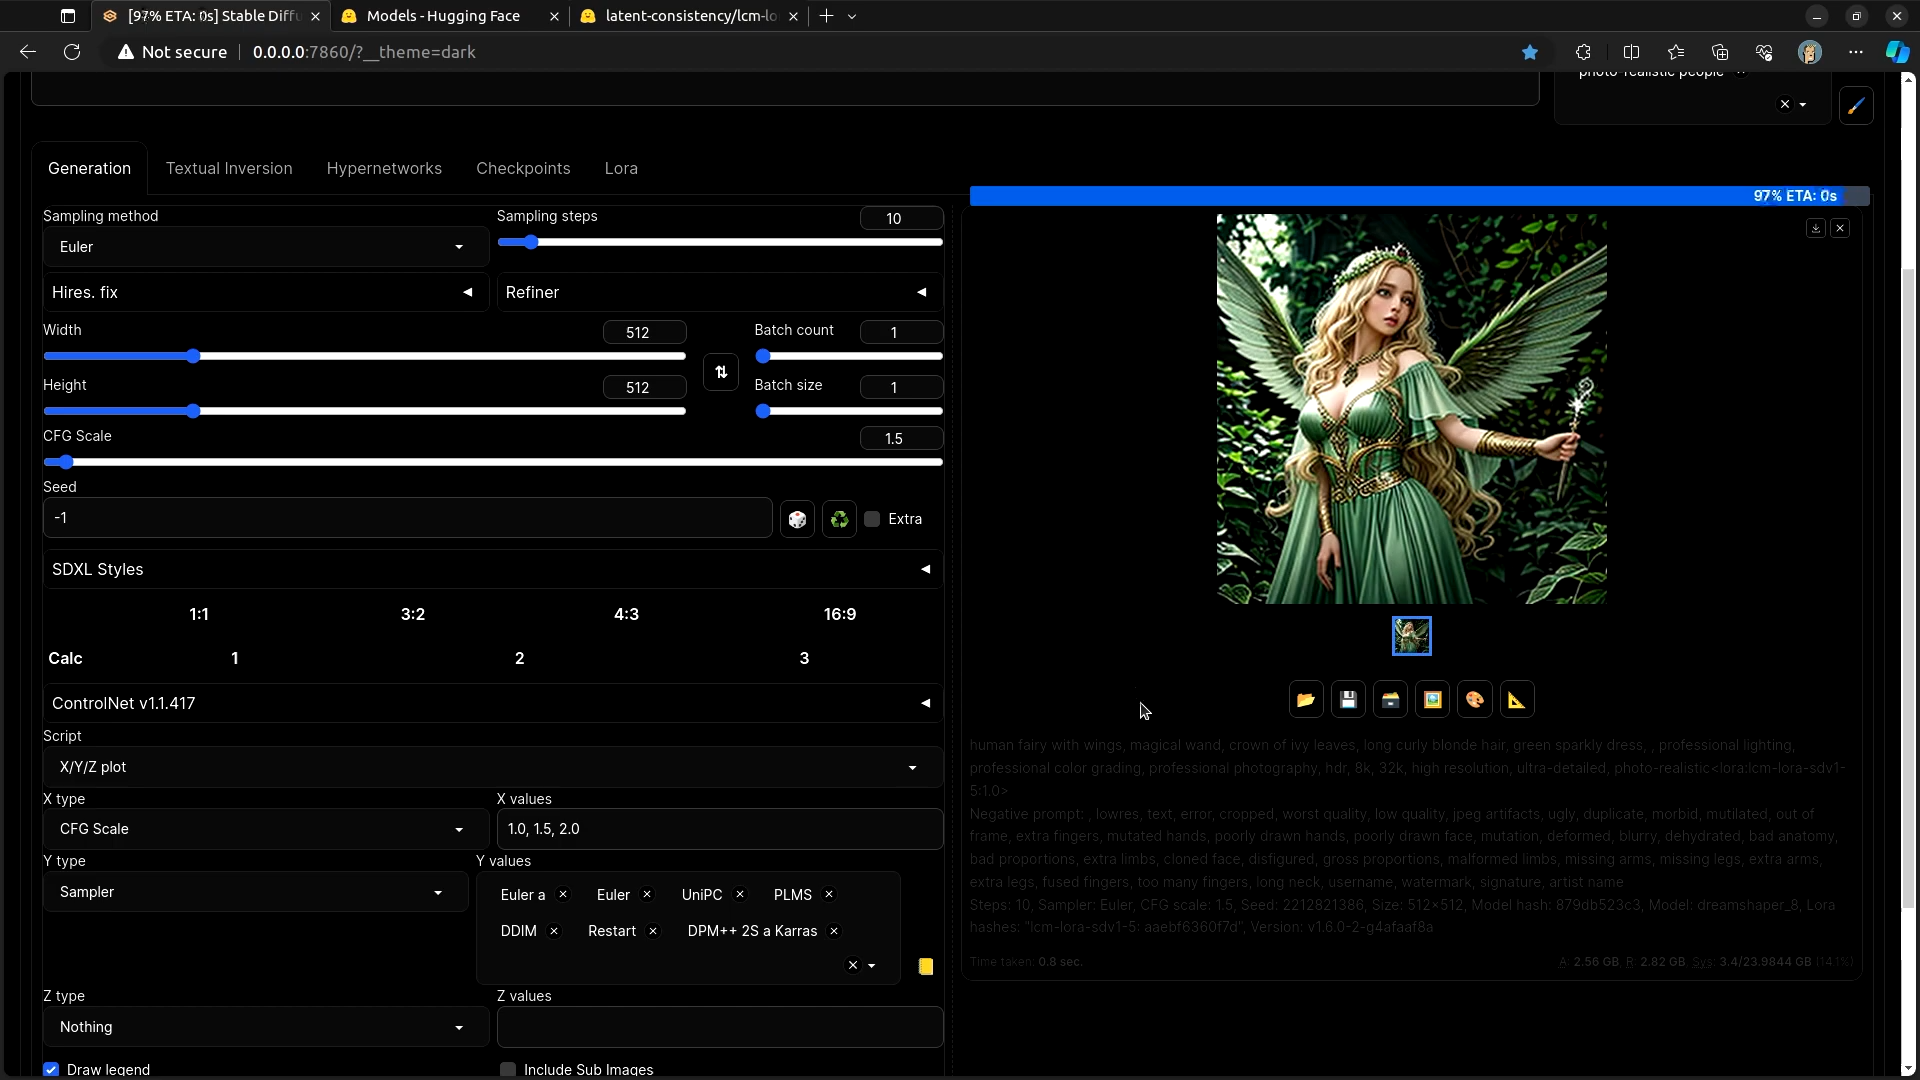 [97% ETA: 0s] Stable Diffu
Models - Hugging Face
latent-consistency/lcm-lo
Not secure
0.0.0.0:7860/?__theme=dark
photo-realistic people
Generation
Textual Inversion
Hypernetworks
Checkpoints
Lora
97% ETA: 0s
Sampling method
Sampling steps
10
Euler
Hires. fix
Refiner
Width
512
Batch count
1
Height
512
Batch size
1
CFG Scale
1.5
Seed
-1
Extra
SDXL Styles
1:1
3:2
4:3
16:9
Calc
1
2
3
ControlNet v1.1.417
Script
X/Y/Z plot
X type
X values
CFG Scale
1.0, 1.5, 2.0
Y type
Y values
Sampler
Euler a
Euler
UniPC
PLMS
DDIM
Restart
DPM++ 2S a Karras
Z type
Z values
Nothing
Draw legend
Include Sub Images
human fairy with wings, magical wand, crown of ivy leaves, long curly blonde hair, green sparkly dress, , professional lighting,
professional color grading, professional photography, hdr, 8k, 32k, high resolution, ultra-detailed, photo-realistic<lora:lcm-lora-sdv1-
5:1.0>
Negative prompt: , lowres, text, error, cropped, worst quality, low quality, jpeg artifacts, ugly, duplicate, morbid, mutilated, out of
frame, extra fingers, mutated hands, poorly drawn hands, poorly drawn face, mutation, deformed, blurry, dehydrated, bad anatomy,
bad proportions, extra limbs, cloned face, disfigured, gross proportions, malformed limbs, missing arms, missing legs, extra arms,
extra legs, fused fingers, too many fingers, long neck, username, watermark, signature, artist name
Steps: 10, Sampler: Euler, CFG scale: 1.5, Seed: 2212821386, Size: 512×512, Model hash: 879db523c3, Model: dreamshaper_8, Lora
hashes: "lcm-lora-sdv1-5: aaebf6360f7d", Version: v1.6.0-2-g4afaaf8a
Time taken: 0.8 sec.
A: 2.56 GB, R: 2.82 GB, Sys: 3.4/23.9844 GB (14.1%)